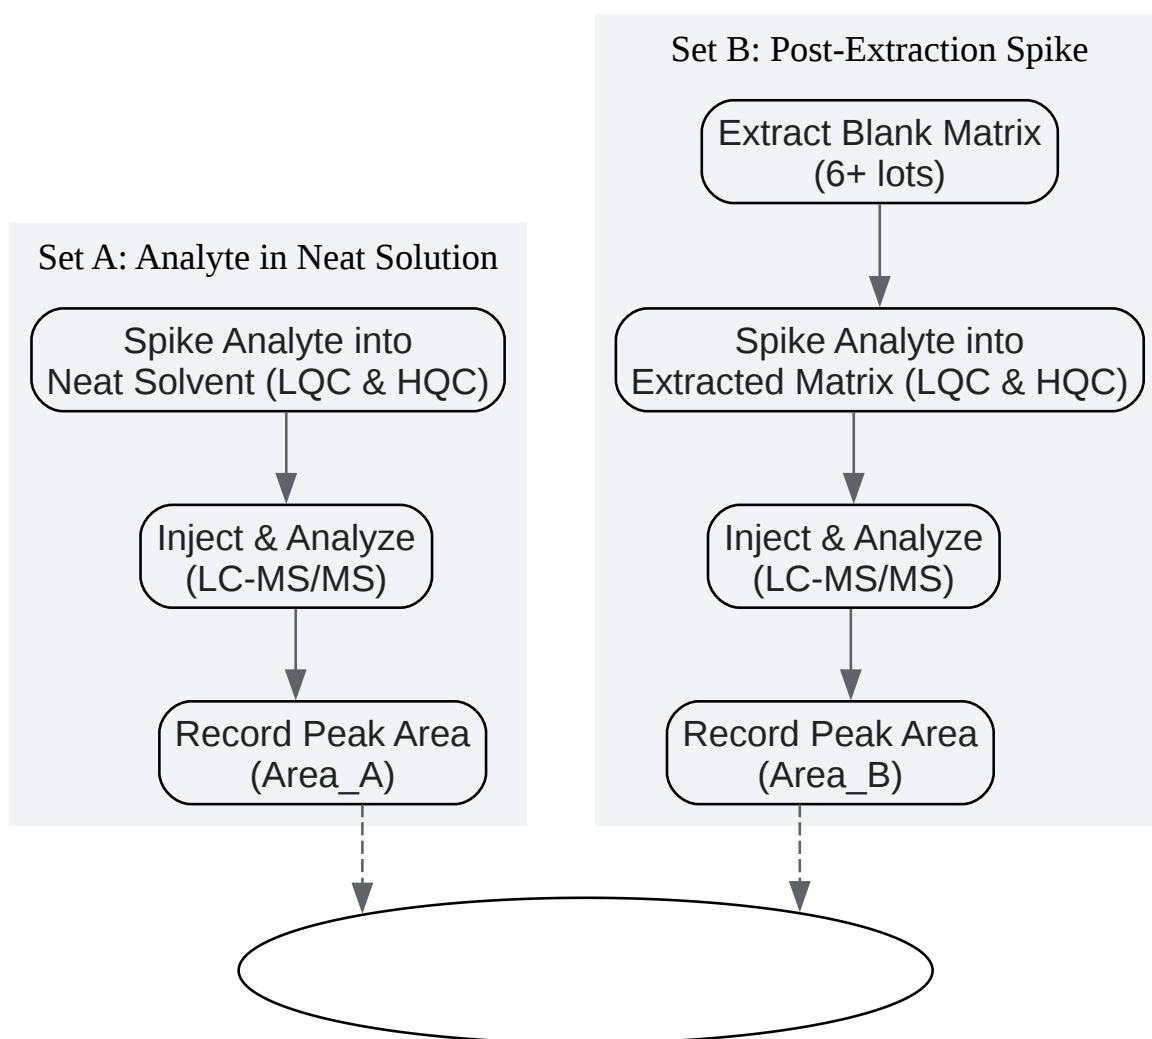 Set A: Analyte in Neat Solution
Spike Analyte into
Neat Solvent (LQC & HQC)
Inject & Analyze
(LC-MS/MS)
Record Peak Area
(Area_A)
Set B: Post-Extraction Spike
Extract Blank Matrix
(6+ lots)
Spike Analyte into
Extracted Matrix (LQC & HQC)
Inject & Analyze
(LC-MS/MS)
Record Peak Area
(Area_B)